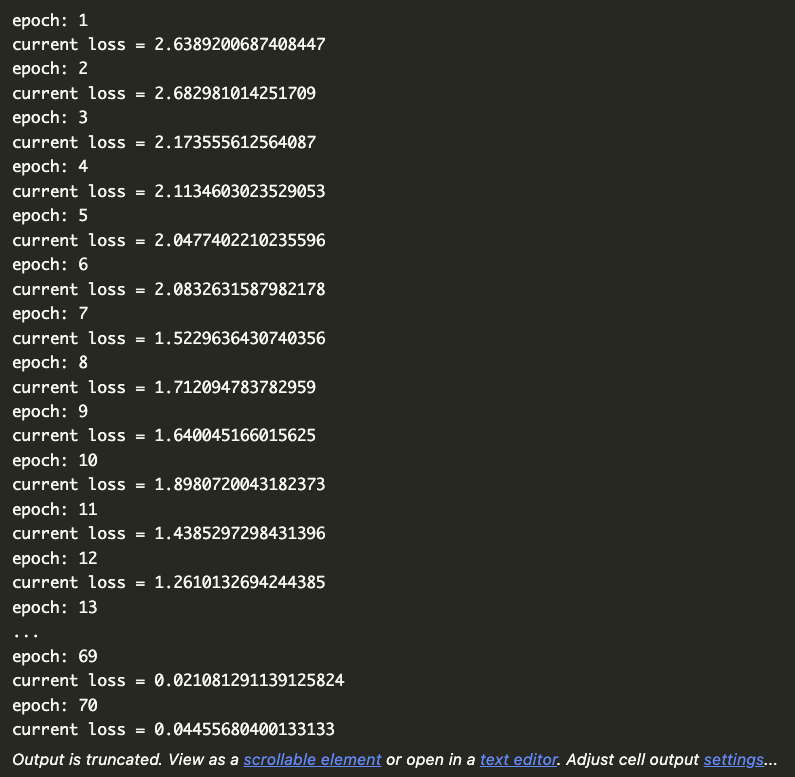 epoch: 1
current loss = 2.6389200687408447
epoch: 2
current loss = 2.682981014251709
epoch: 3
current loss = 2.173555612564087
epoch: 4
current loss = 2.1134603023529053
epoch: 5
current loss = 2.0477402210235596
epoch: 6
current loss = 2.0832631587982178
epoch: 7
current loss = 1.5229636430740356
epoch: 8
current loss = 1.712094783782959
epoch: 9
current loss = 1.640045166015625
epoch: 10
current loss = 1.8980720043182373
epoch: 11
current loss = 1.4385297298431396
epoch: 12
current loss = 1.2610132694244385
epoch: 13
...
epoch: 69
current loss = 0.021081291139125824
epoch: 70
current loss = 0.04455680400133133
Output is truncated. View as a scrollable element or open in a text editor. Adjust cell output settings...